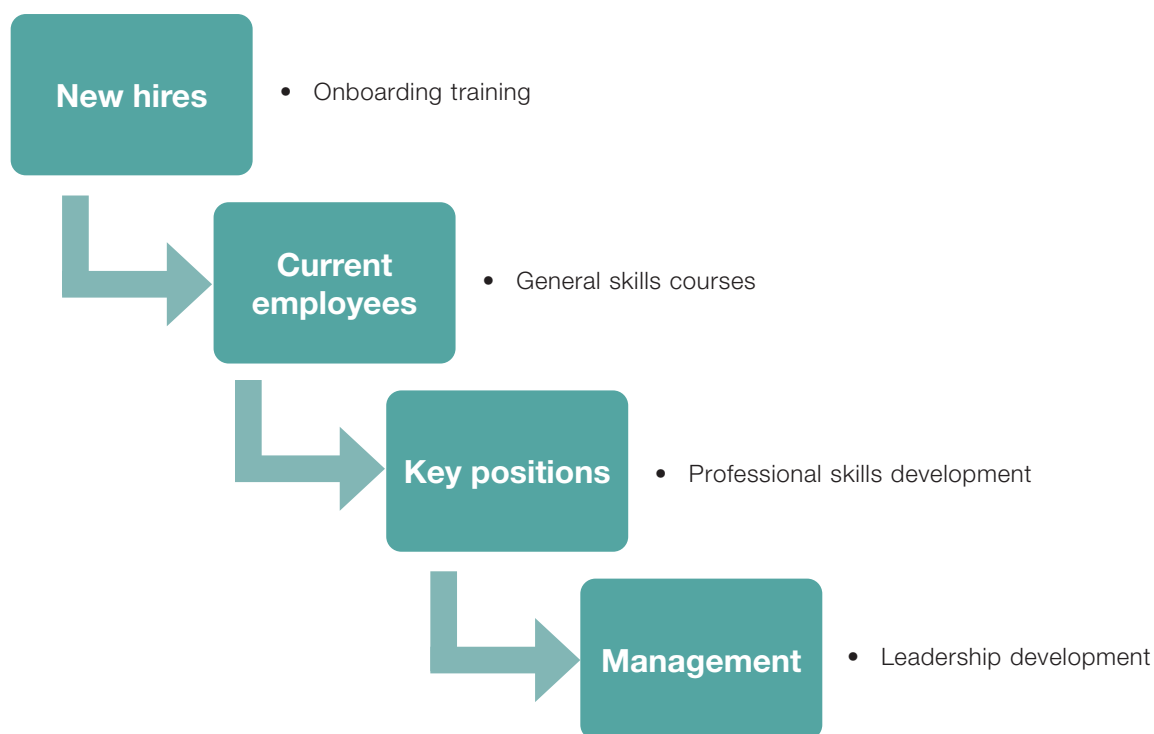 New hires
• Onboarding training
Current
employees
• General skills courses
Key positions
• Professional skills development
Management
• Leadership development